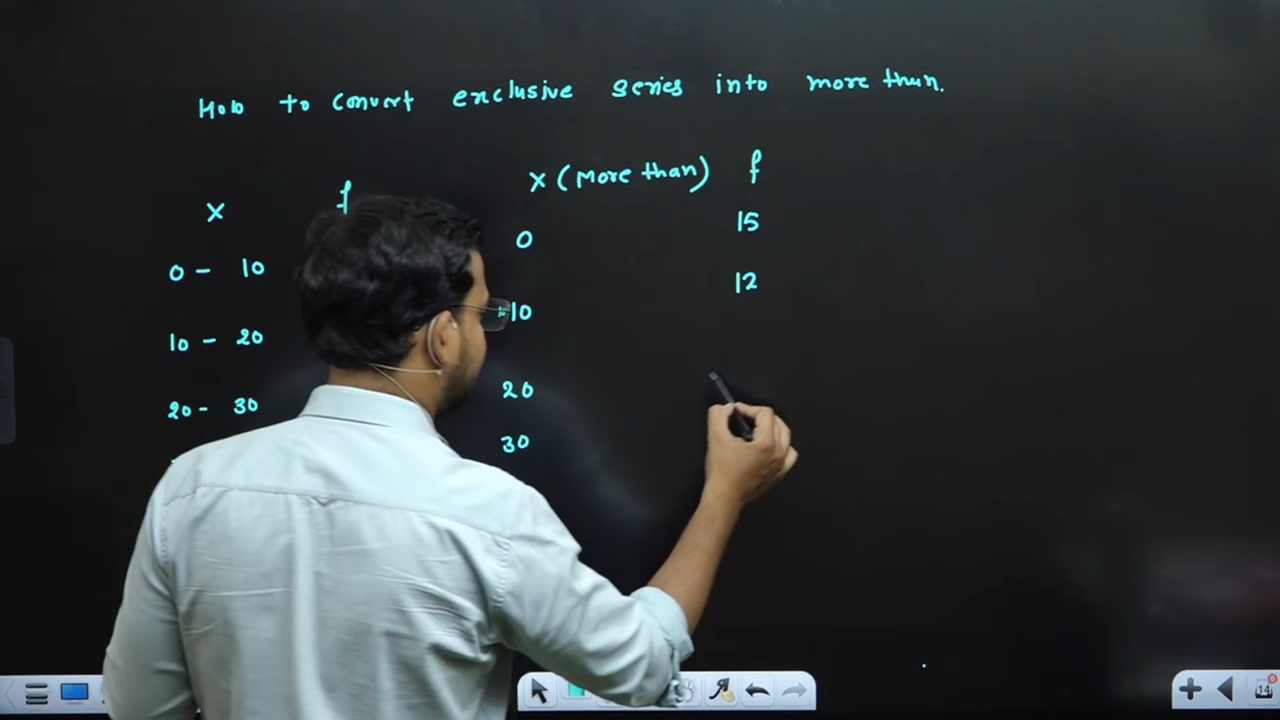 How to convert exclusive series into more than.
X f X (More than) f
0 - 10 0 15
10 - 20 10 12
20 - 30 20
30
14